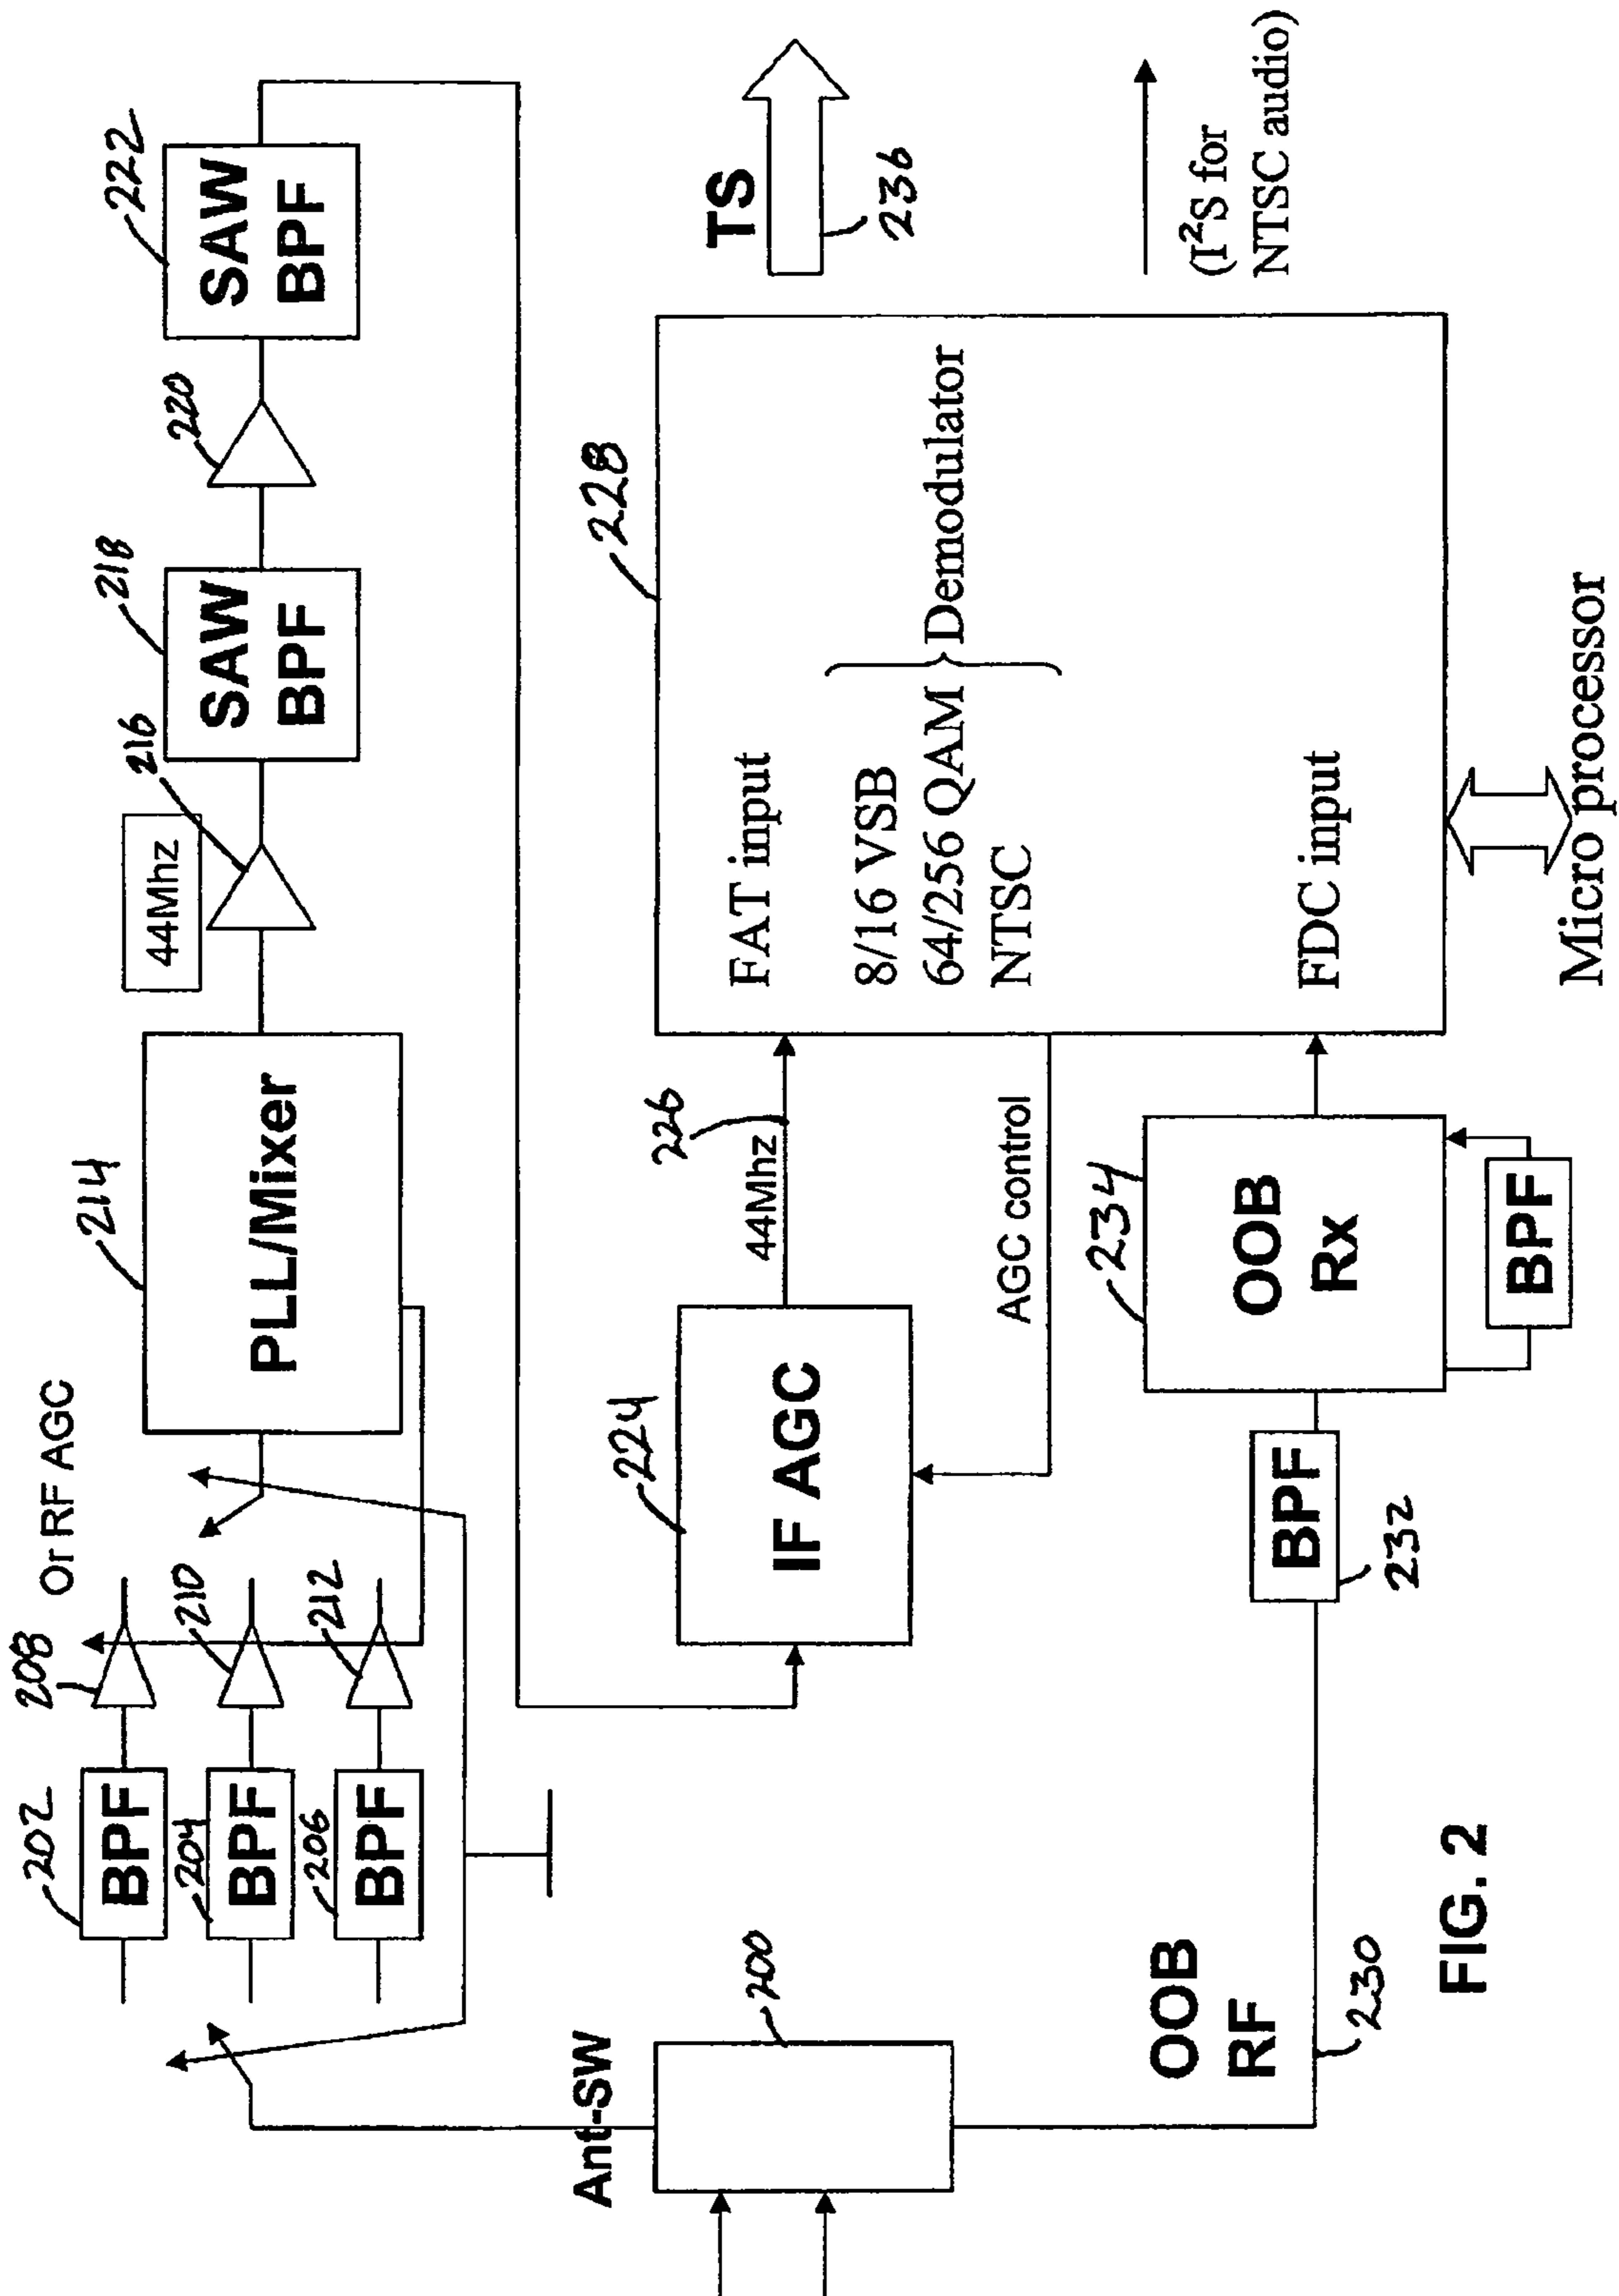 208
Or RF AGC
202
BPF
204
BPF
210
206
BPF
212
214
PLL/Mixer
44Mhz
216
218
SAW
BPF
220
222
SAW
BPF
Ant-SW
200
224
IF AGC
226
44Mhz
AGC control
228
FAT input
8/16 VSB
64/256 QAM
NTSC
Demodulator
FDC input
TS
236
(I²S for
NTSC audio)
OOB
RF
230
BPF
232
234
OOB
Rx
BPF
Micro processor
FIG. 2